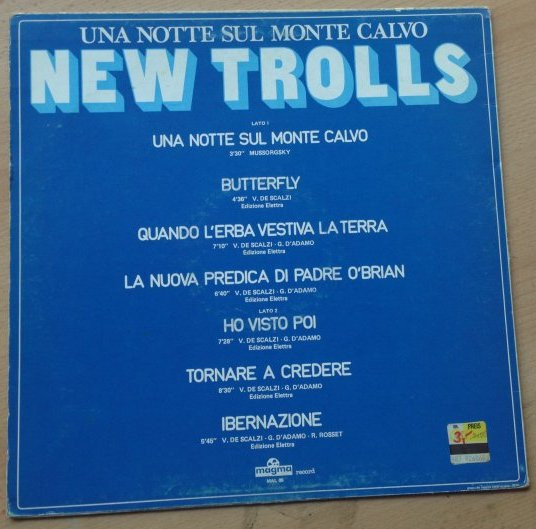 UNA NOTTE SUL MONTE CALVO
NEW TROLLS
LATO 1
UNA NOTTE SUL MONTE CALVO
3'30" MUSSORGSKY
BUTTERFLY
4'36" V. DE SCALZI
Edizione Elettra
QUANDO L'ERBA VESTIVA LA TERRA
7'10" V. DE SCALZI - G. D'ADAMO
Edizione Elettra
LA NUOVA PREDICA DI PADRE O'BRIAN
6'40" V. DE SCALZI - G. D'ADAMO
Edizione Elettra
LATO 2
HO VISTO POI
7'28" V. DE SCALZI - G. D'ADAMO
Edizione Elettra
TORNARE A CREDERE
8'30" V. DE SCALZI - G. D'ADAMO
Edizione Elettra
IBERNAZIONE
5'46" V. DE SCALZI - G. D'ADAMO - R. ROSSET
Edizione Elettra
PREIS
magma record